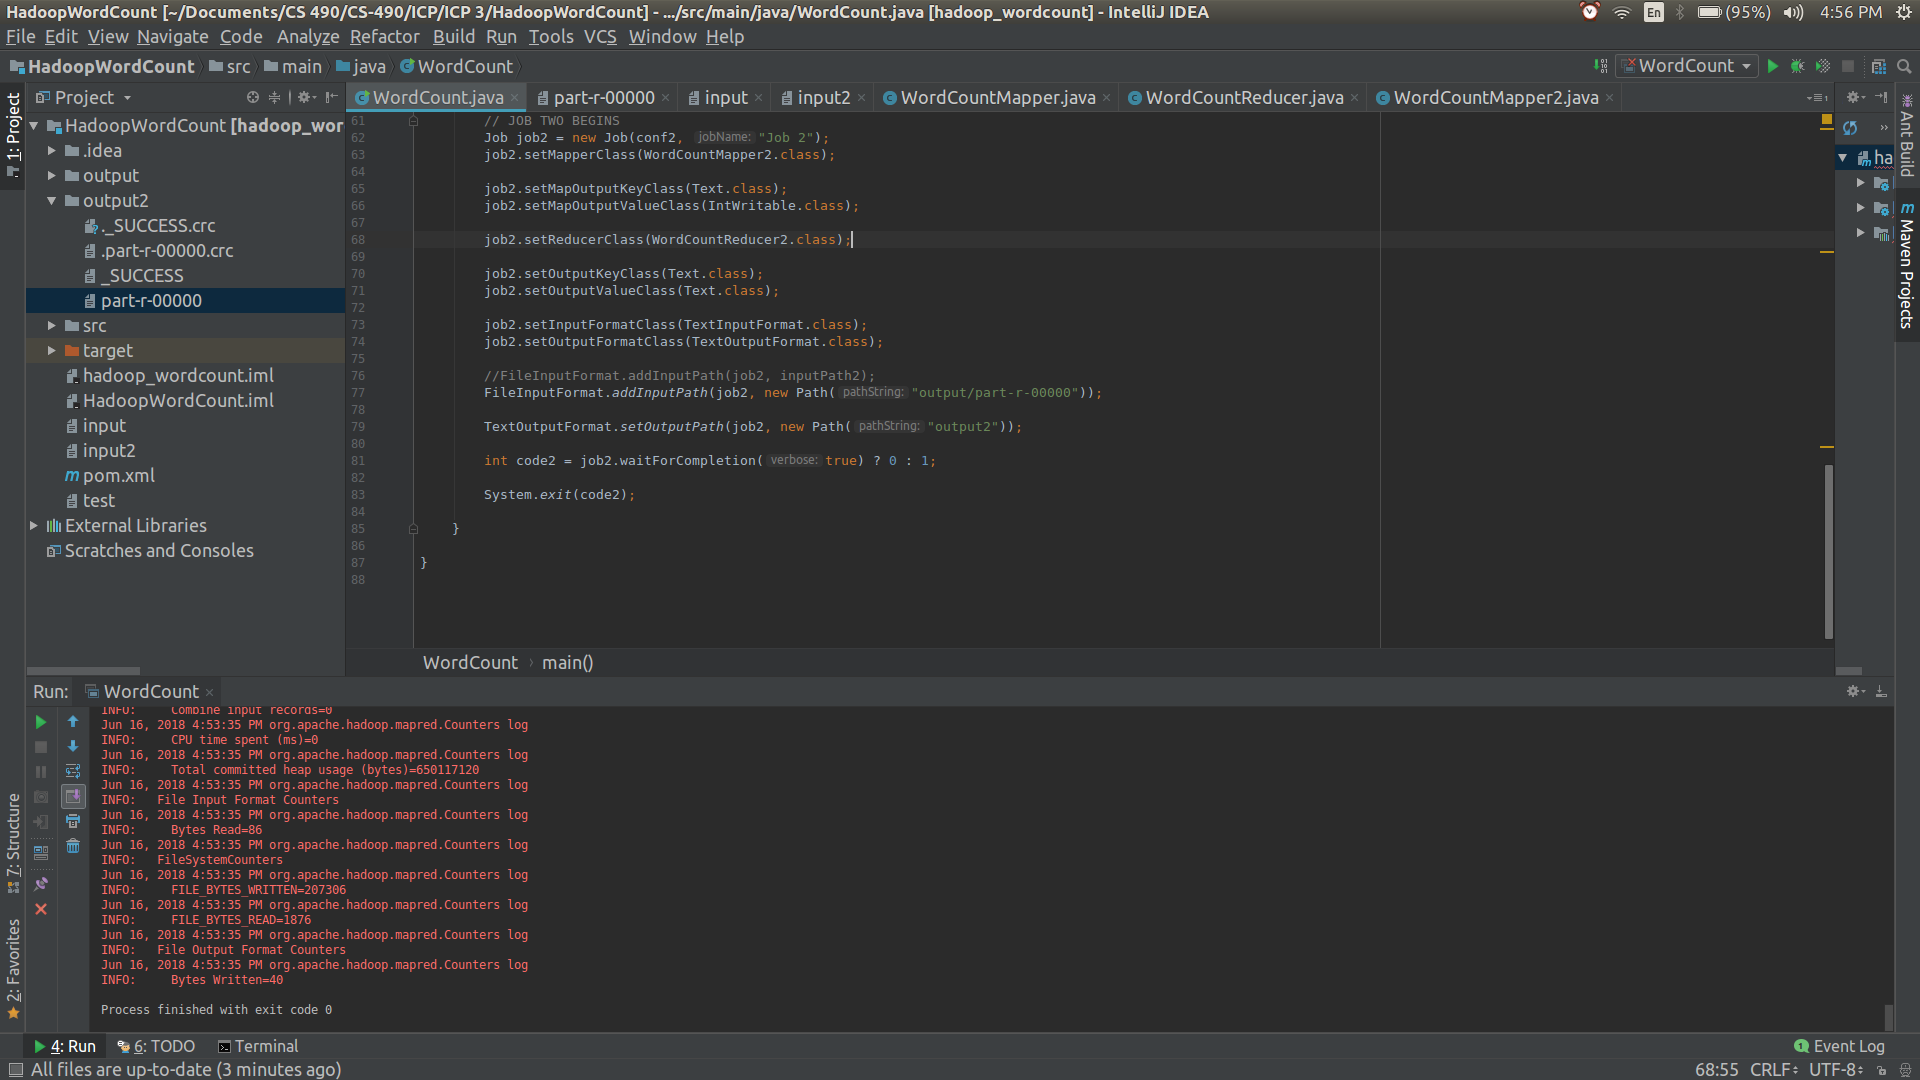 HadoopWordCount [~/Documents/CS 490/CS-490/ICP/ICP 3/HadoopWordCount] - .../src/main/java/WordCount.java [hadoop_wordcount] - IntelliJ IDEA
En (95%) 4:56 PM
File Edit View Navigate Code Analyze Refactor Build Run Tools VCS Window Help
HadoopWordCount src main java WordCount
WordCount
Project
WordCount.java part-r-00000 input input2 WordCountMapper.java WordCountReducer.java WordCountMapper2.java
1: Project
7: Structure
2: Favorites
HadoopWordCount [hadoop_wor
.idea
output
output2
._SUCCESS.crc
.part-r-00000.crc
_SUCCESS
part-r-00000
src
target
hadoop_wordcount.iml
HadoopWordCount.iml
input
input2
pom.xml
test
External Libraries
Scratches and Consoles
61 // JOB TWO BEGINS
62 Job job2 = new Job(conf2, jobName: "Job 2");
63 job2.setMapperClass(WordCountMapper2.class);
64
65 job2.setMapOutputKeyClass(Text.class);
66 job2.setMapOutputValueClass(IntWritable.class);
67
68 job2.setReducerClass(WordCountReducer2.class);
69
70 job2.setOutputKeyClass(Text.class);
71 job2.setOutputValueClass(Text.class);
72
73 job2.setInputFormatClass(TextInputFormat.class);
74 job2.setOutputFormatClass(TextOutputFormat.class);
75
76 //FileInputFormat.addInputPath(job2, inputPath2);
77 FileInputFormat.addInputPath(job2, new Path( pathString: "output/part-r-00000"));
78
79 TextOutputFormat.setOutputPath(job2, new Path( pathString: "output2"));
80
81 int code2 = job2.waitForCompletion( verbose: true) ? 0 : 1;
82
83 System.exit(code2);
84
85 }
86
87 }
88
WordCount main()
ha
Ant Build
Maven Projects
Run: WordCount
INFO: Combine input records=0
Jun 16, 2018 4:53:35 PM org.apache.hadoop.mapred.Counters log
INFO: CPU time spent (ms)=0
Jun 16, 2018 4:53:35 PM org.apache.hadoop.mapred.Counters log
INFO: Total committed heap usage (bytes)=650117120
Jun 16, 2018 4:53:35 PM org.apache.hadoop.mapred.Counters log
INFO: File Input Format Counters
Jun 16, 2018 4:53:35 PM org.apache.hadoop.mapred.Counters log
INFO: Bytes Read=86
Jun 16, 2018 4:53:35 PM org.apache.hadoop.mapred.Counters log
INFO: FileSystemCounters
Jun 16, 2018 4:53:35 PM org.apache.hadoop.mapred.Counters log
INFO: FILE_BYTES_WRITTEN=207306
Jun 16, 2018 4:53:35 PM org.apache.hadoop.mapred.Counters log
INFO: FILE_BYTES_READ=1876
Jun 16, 2018 4:53:35 PM org.apache.hadoop.mapred.Counters log
INFO: File Output Format Counters
Jun 16, 2018 4:53:35 PM org.apache.hadoop.mapred.Counters log
INFO: Bytes Written=40
Process finished with exit code 0
4: Run 6: TODO Terminal
1 Event Log
All files are up-to-date (3 minutes ago)
68:55 CRLF UTF-8